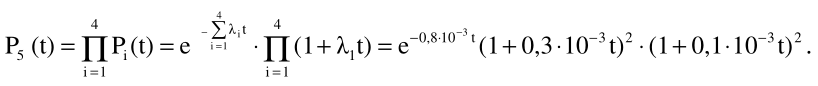 P₅ (t) = ∏_{i=1}^{4} P_i(t) = e^{-∑_{i=1}^{4} λ_i t} · ∏_{i=1}^{4} (1 + λ₁t) = e^{-0,8·10^{-3} t} (1 + 0,3·10^{-3} t)² · (1 + 0,1·10^{-3} t)² .